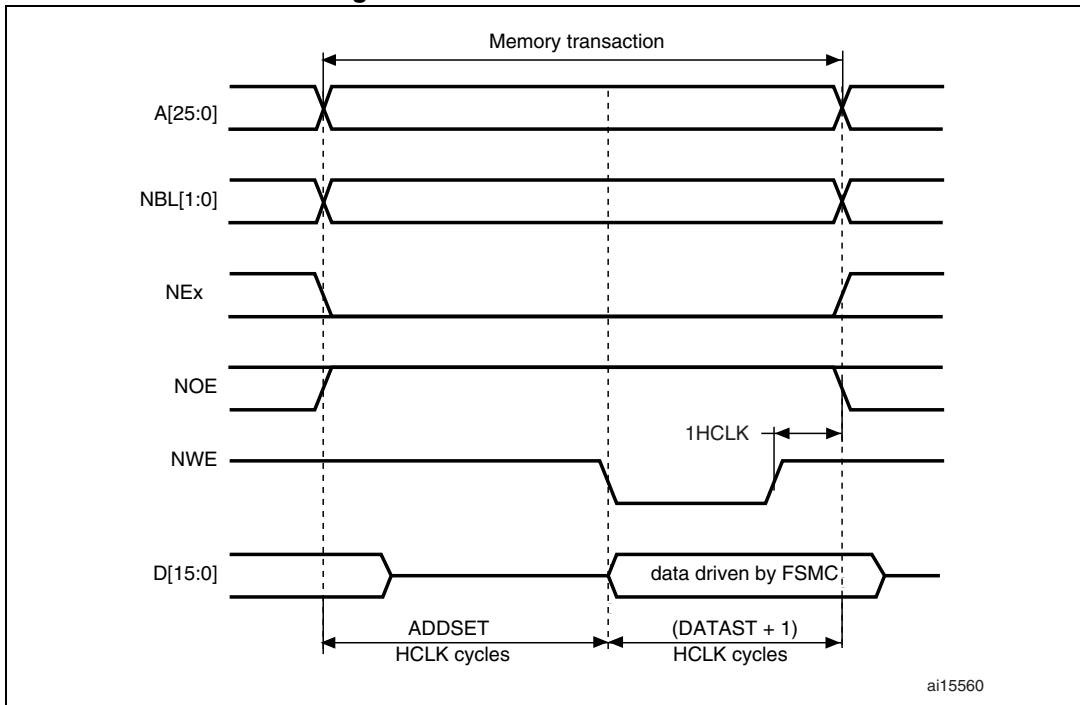 g
Memory transaction
A[25:0]
NBL[1:0]
NEx
NOE
1HCLK
NWE
D[15:0]
data driven by FSMC
ADDSET
HCLK cycles
(DATAST + 1)
HCLK cycles
ai15560